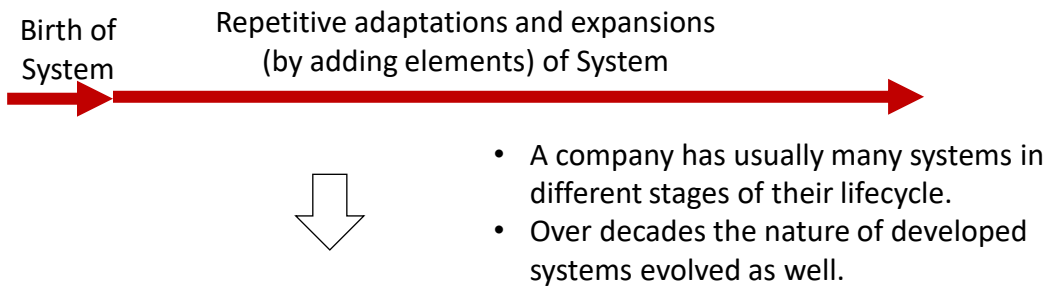 Birth of
System
Repetitive adaptations and expansions
(by adding elements) of System
• A company has usually many systems in
different stages of their lifecycle.
• Over decades the nature of developed
systems evolved as well.